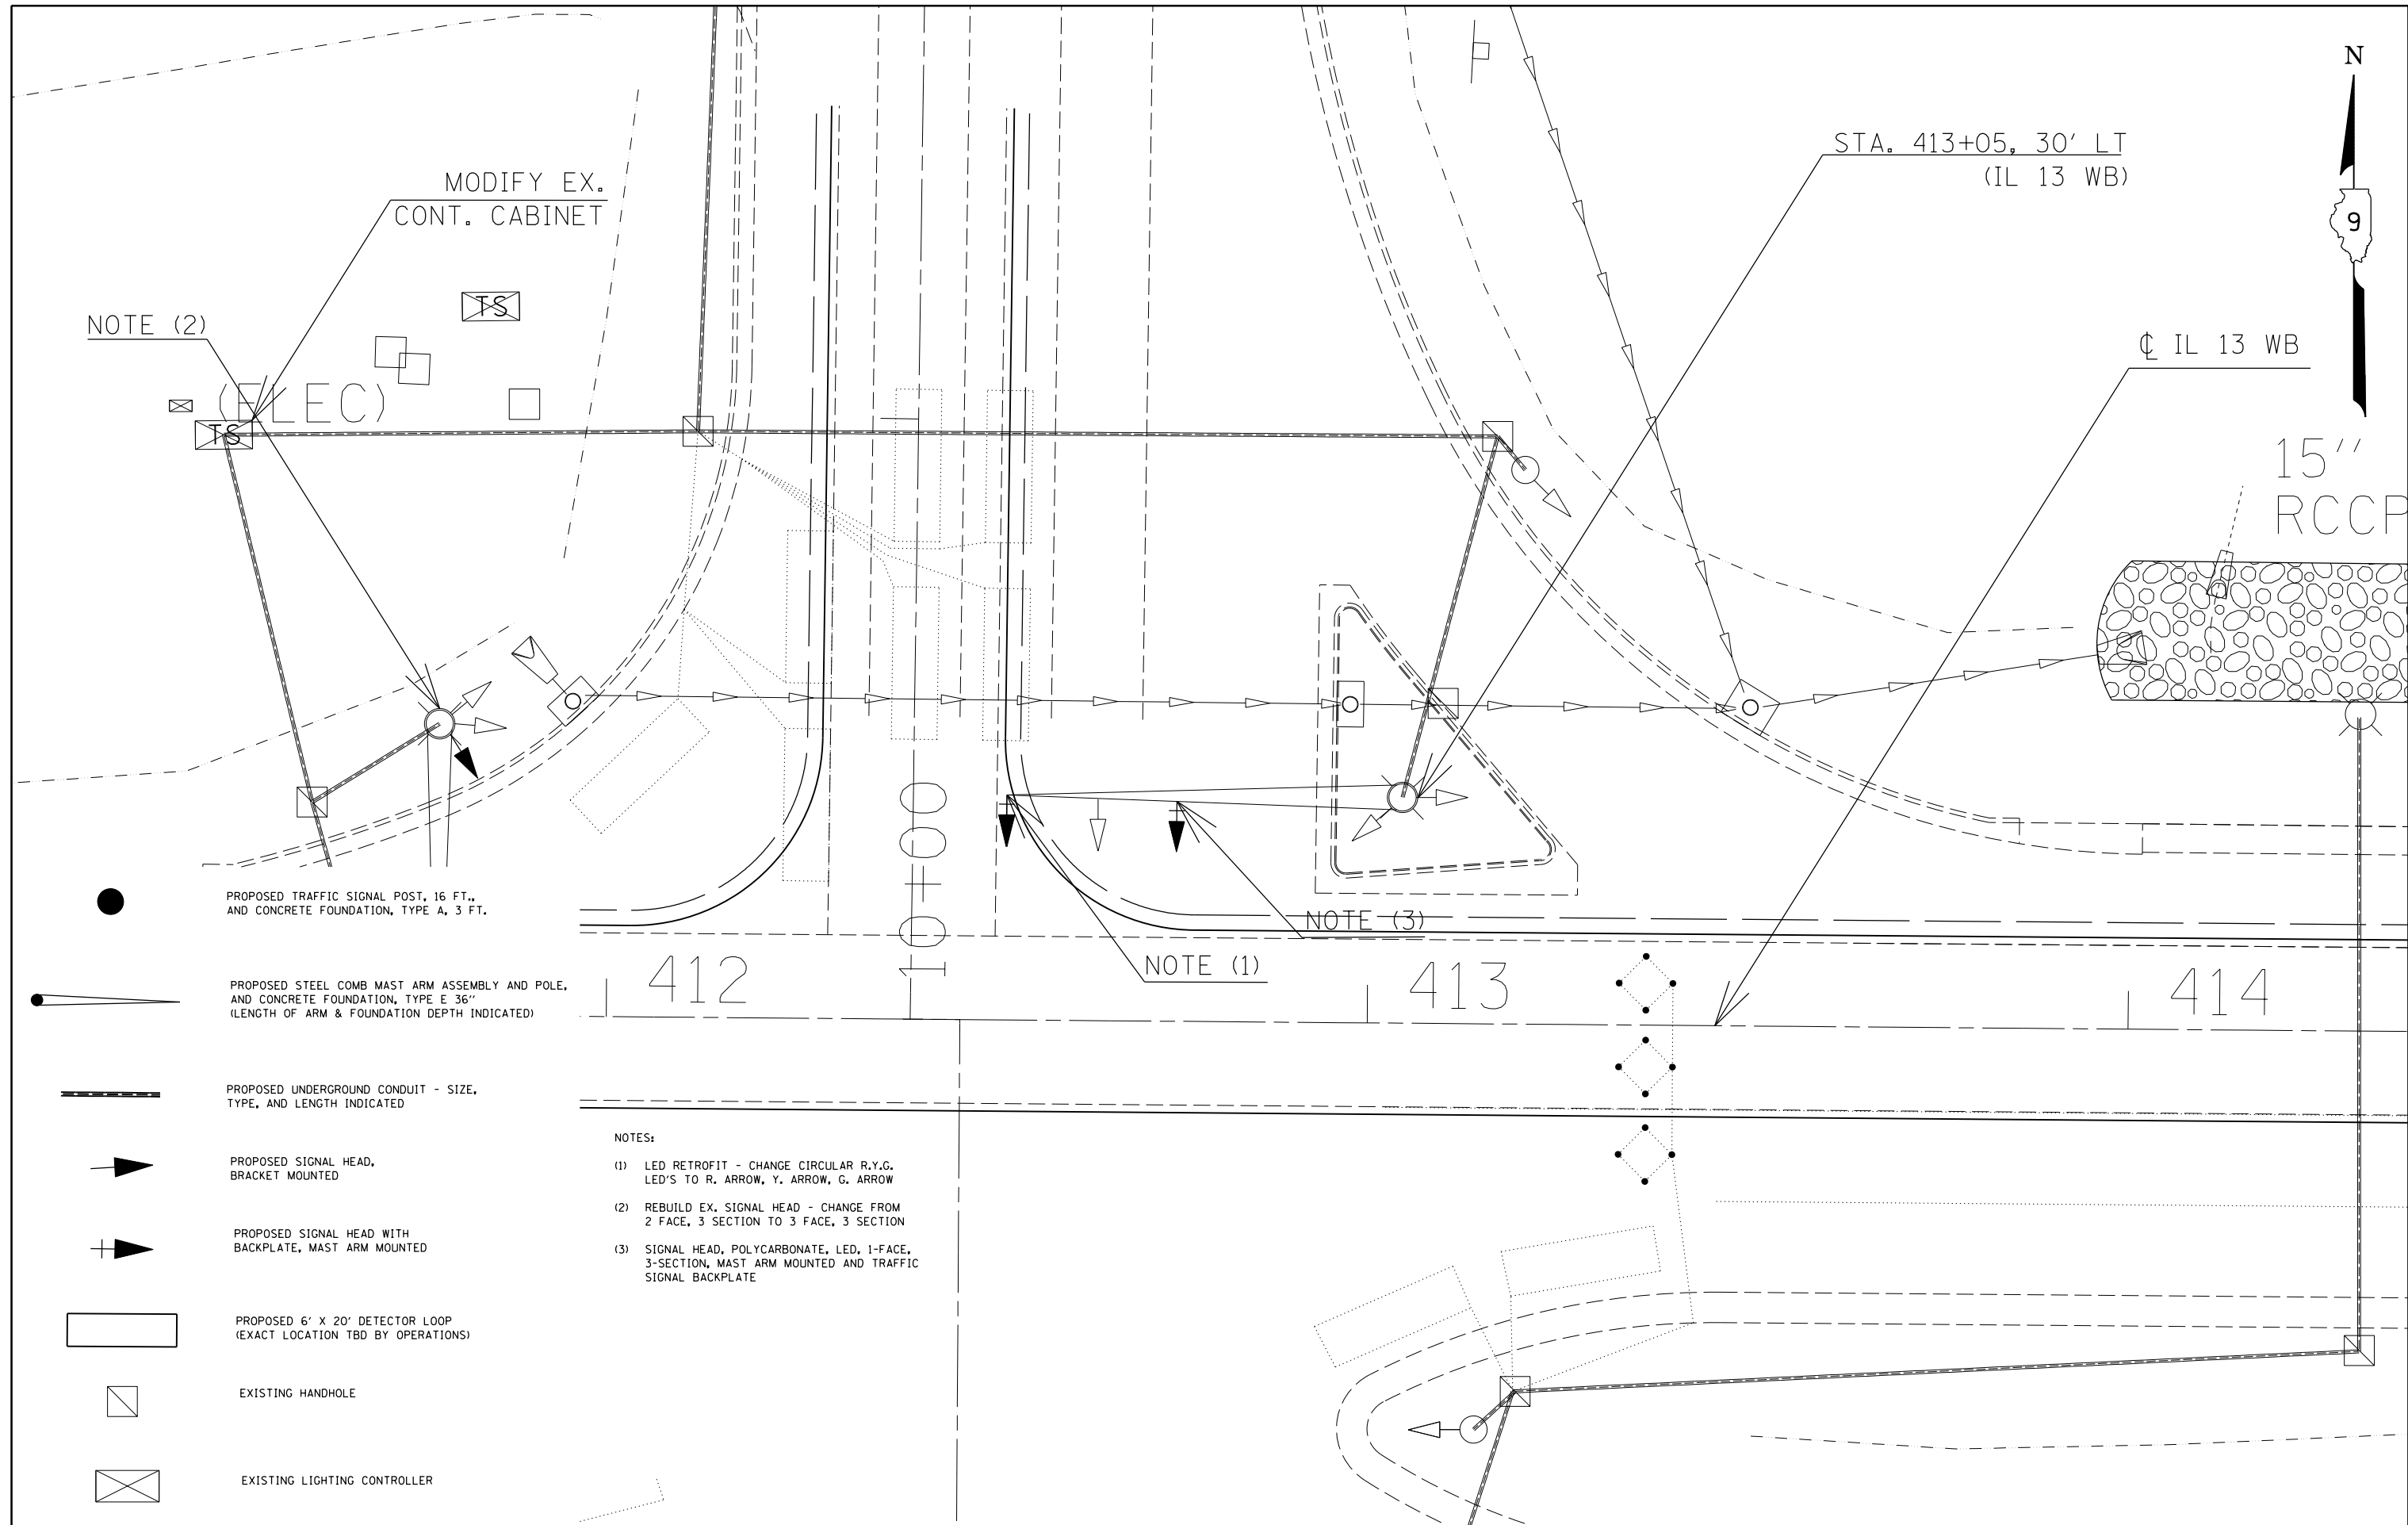 N
9
STA. 413+05, 30' LT
(IL 13 WB)
MODIFY EX.
CONT. CABINET
TS
NOTE (2)
℄ IL 13 WB
(ELEC)
TS
15''
RCCP
10+00
NOTE (3)
NOTE (1)
412
413
414
PROPOSED TRAFFIC SIGNAL POST, 16 FT.,
AND CONCRETE FOUNDATION, TYPE A, 3 FT.
PROPOSED STEEL COMB MAST ARM ASSEMBLY AND POLE,
AND CONCRETE FOUNDATION, TYPE E 36''
(LENGTH OF ARM & FOUNDATION DEPTH INDICATED)
PROPOSED UNDERGROUND CONDUIT - SIZE,
TYPE, AND LENGTH INDICATED
PROPOSED SIGNAL HEAD,
BRACKET MOUNTED
PROPOSED SIGNAL HEAD WITH
BACKPLATE, MAST ARM MOUNTED
PROPOSED 6' X 20' DETECTOR LOOP
(EXACT LOCATION TBD BY OPERATIONS)
EXISTING HANDHOLE
EXISTING LIGHTING CONTROLLER
NOTES:
(1) LED RETROFIT - CHANGE CIRCULAR R.Y.G.
LED'S TO R. ARROW, Y. ARROW, G. ARROW
(2) REBUILD EX. SIGNAL HEAD - CHANGE FROM
2 FACE, 3 SECTION TO 3 FACE, 3 SECTION
(3) SIGNAL HEAD, POLYCARBONATE, LED, 1-FACE,
3-SECTION, MAST ARM MOUNTED AND TRAFFIC
SIGNAL BACKPLATE